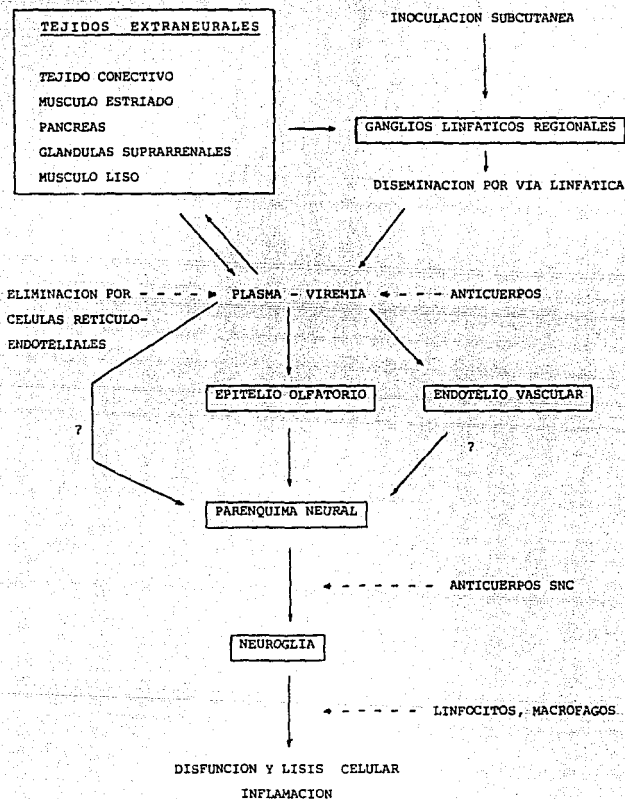 TEJIDOS EXTRANEURALES
TEJIDO CONECTIVO
MUSCULO ESTRIADO
PANCREAS
GLANDULAS SUPRARRENALES
MUSCULO LISO
INOCULACION SUBCUTANEA
GANGLIOS LINFATICOS REGIONALES
DISEMINACION POR VIA LINFATICA
ELIMINACION POR
CELULAS RETICULO-
ENDOTELIALES
PLASMA - VIREMIA
ANTICUERPOS
EPITELIO OLFATORIO
ENDOTELIO VASCULAR
?
?
PARENQUIMA NEURAL
ANTICUERPOS SNC
NEUROGLIA
LINFOCITOS, MACROFAGOS
DISFUNCION Y LISIS CELULAR
INFLAMACION